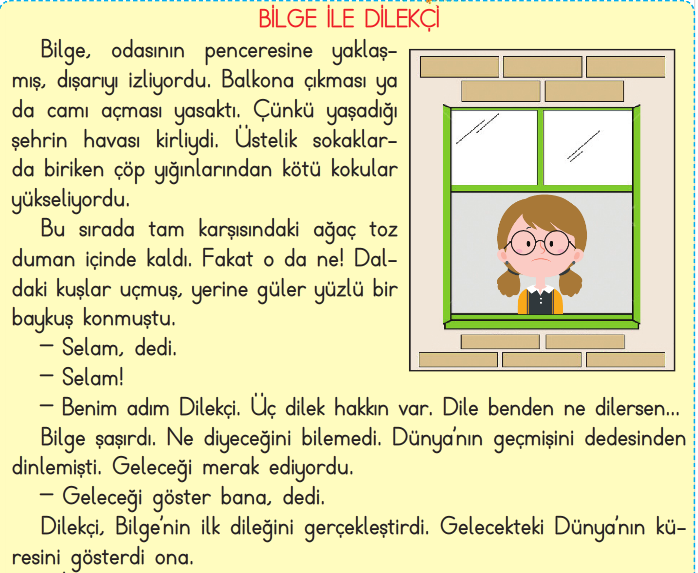 BİLGE İLE DİLEKÇİ
Bilge, odasının penceresine yaklaş-
mış, dışarıyı izliyordu. Balkona çıkması ya
da camı açması yasaktı. Çünkü yaşadığı
şehrin havası kirliydi. Üstelik sokaklar-
da biriken çöp yığınlarından kötü kokular
yükseliyordu.
Bu sırada tam karşısındaki ağaç toz
duman içinde kaldı. Fakat o da ne! Dal-
daki kuşlar uçmuş, yerine güler yüzlü bir
baykuş konmuştu.
– Selam, dedi.
– Selam!
– Benim adım Dilekçi. Üç dilek hakkın var. Dile benden ne dilersen...
Bilge şaşırdı. Ne diyeceğini bilemedi. Dünya'nın geçmişini dedesinden
dinlemişti. Geleceği merak ediyordu.
– Geleceği göster bana, dedi.
Dilekçi, Bilge'nin ilk dileğini gerçekleştirdi. Gelecekteki Dünya'nın kü-
resini gösterdi ona.